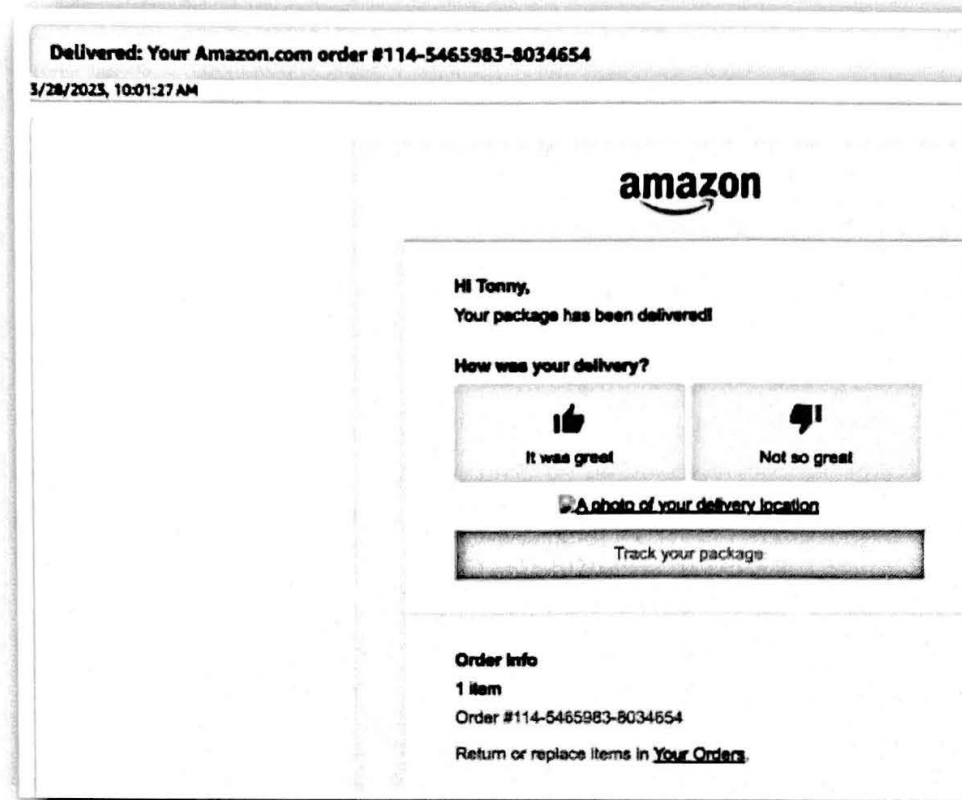 Delivered: Your Amazon.com order #114-5465983-8034654
3/28/2023, 10:01:27 AM
amazon
Hi Tonny,
Your package has been delivered!
How was your delivery?
It was great
Not so great
A photo of your delivery location
Track your package
Order Info
1 item
Order #114-5465983-8034654
Return or replace items in Your Orders.